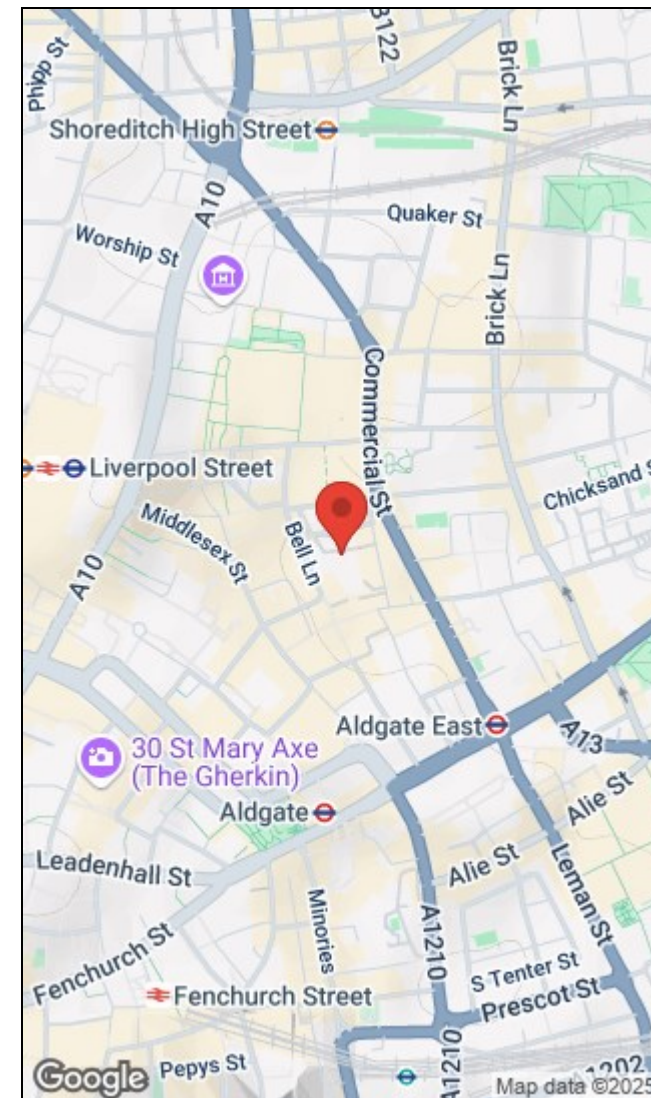 Phipp St
B122
Brick Ln
Shoreditch High Street
A10
Quaker St
Worship St
Brick Ln
Commercial St
Liverpool Street
Chicksand S
Middlesex St
Bell Ln
A10
Aldgate East
A13
30 St Mary Axe
(The Gherkin)
Aldgate
Alie St
Leadenhall St
Alie St
Leman St
Minories
A1210
Fenchurch St
S Tenter St
Fenchurch Street
Prescot St
A1210
Pepys St
1202
Google
Map data ©2025